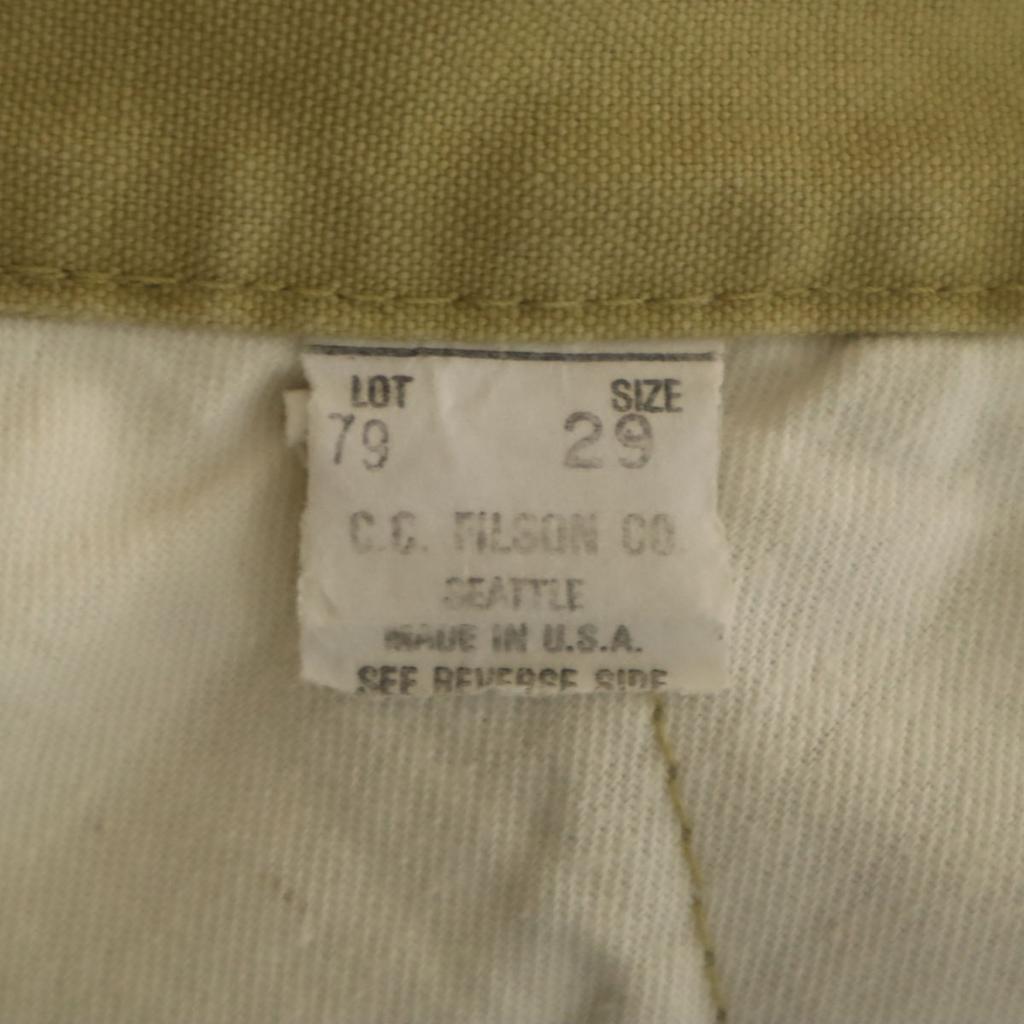 LOT SIZE
79 29
C.C. FILSON CO.
SEATTLE
MADE IN U.S.A.
SEE REVERSE SIDE